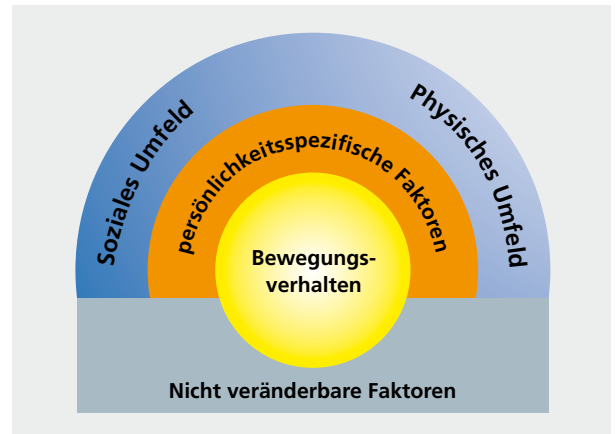 Soziales Umfeld
Physisches Umfeld
persönlichkeitsspezifische Faktoren
Bewegungs-
verhalten
Nicht veränderbare Faktoren